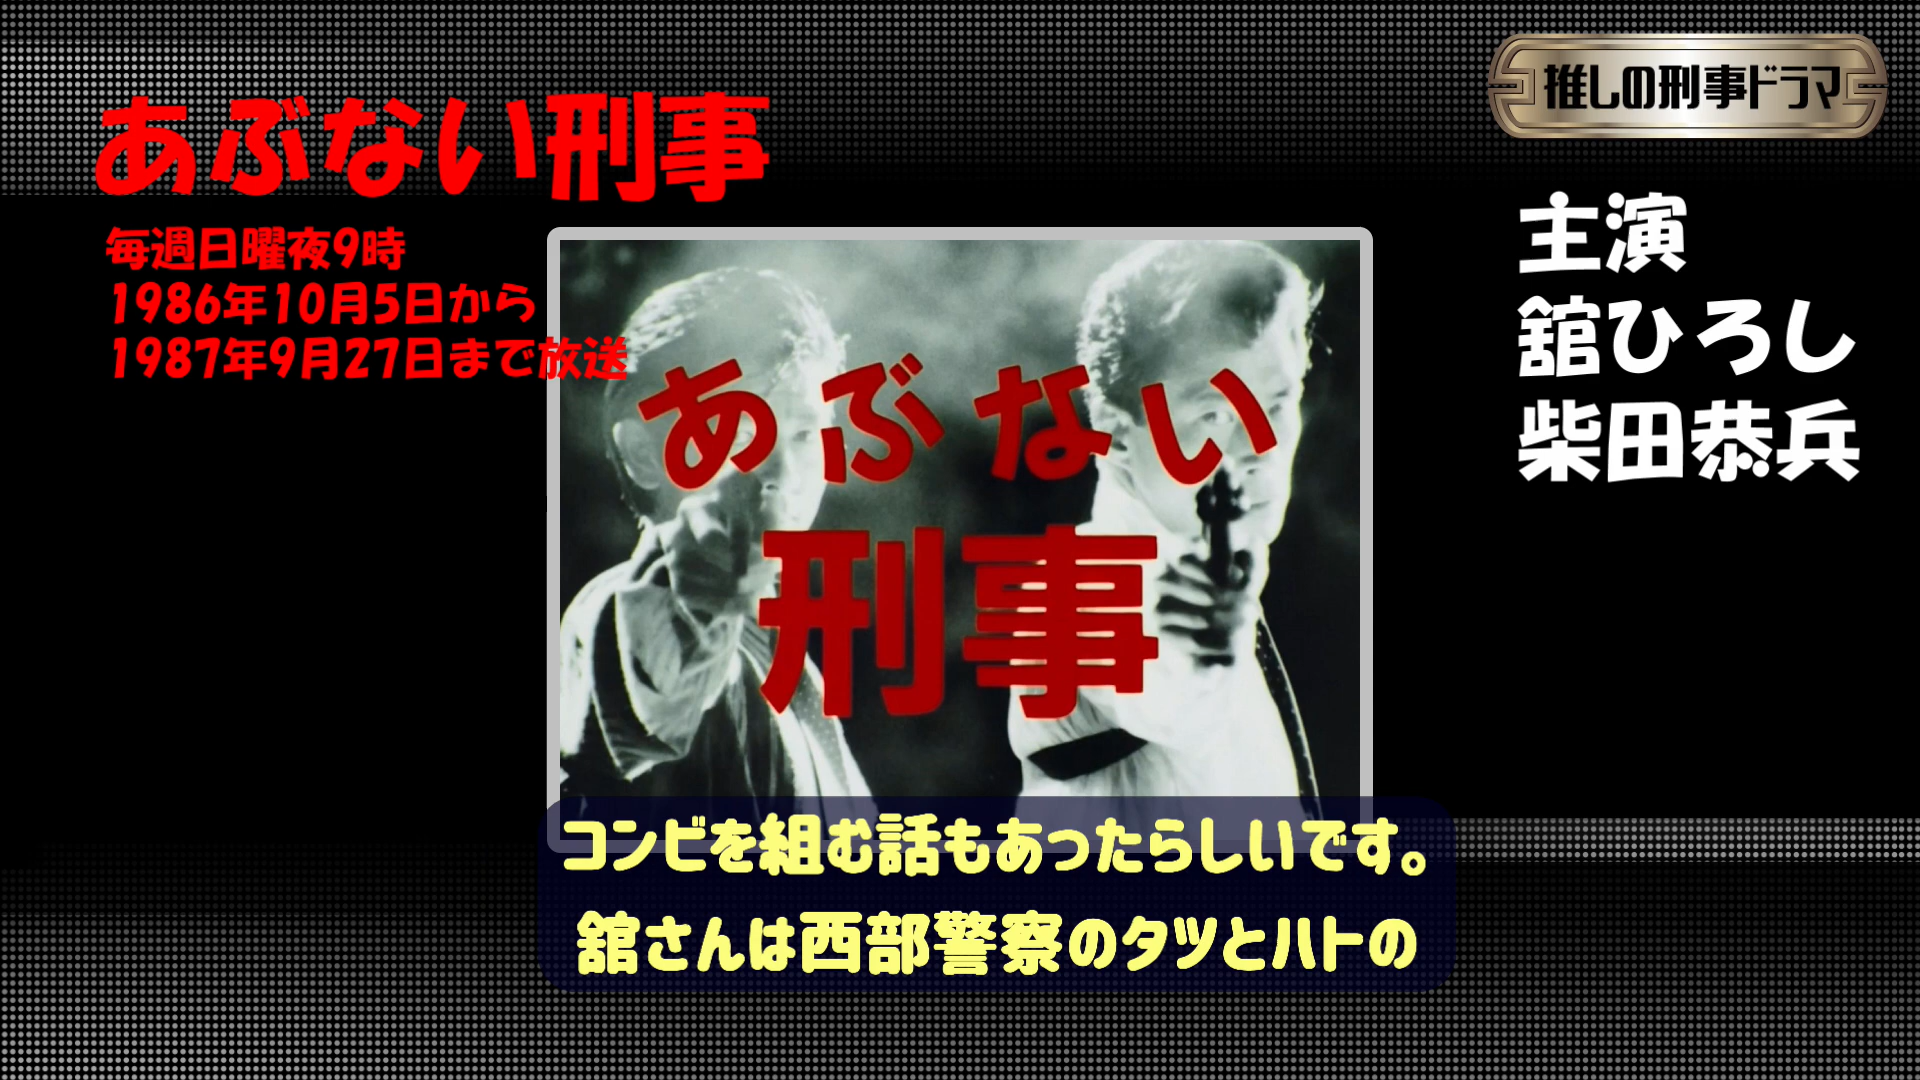 推しの刑事ドラマ
あぶない刑事
毎週日曜夜9時
1986年10月5日から
1987年9月27日まで放送
主演
舘ひろし
柴田恭兵
あぶない
刑事
コンビを組む話もあったらしいです。
舘さんは西部警察のタツとハトの